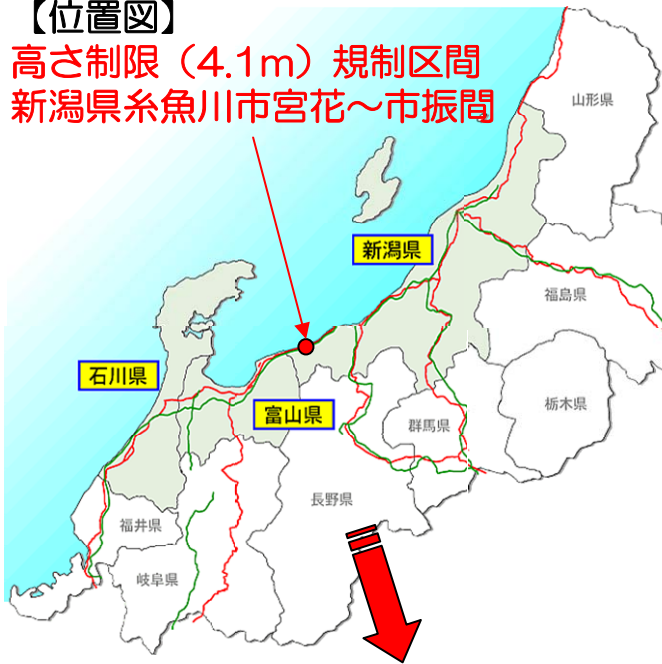 【位置図】
高さ制限（4.1m）規制区間
新潟県糸魚川市宮花～市振間
山形県
新潟県
福島県
石川県
富山県
栃木県
群馬県
長野県
福井県
岐阜県